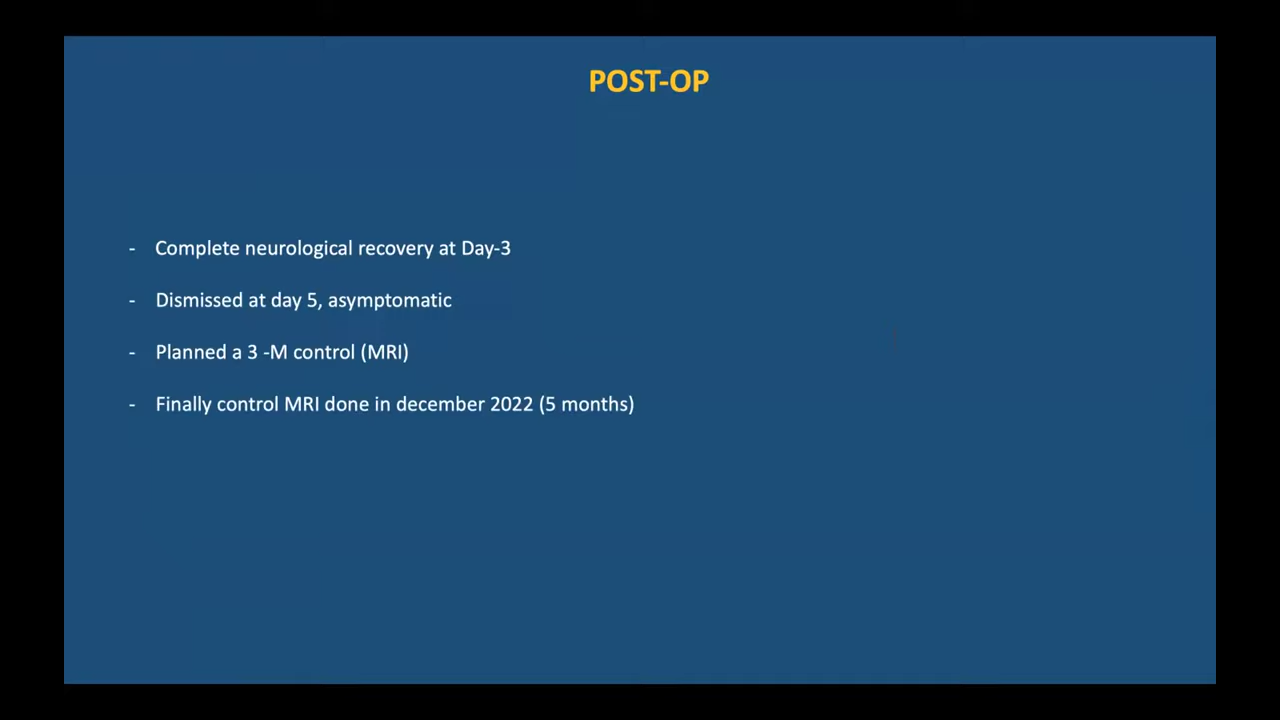 POST-OP
- Complete neurological recovery at Day-3
- Dismissed at day 5, asymptomatic
- Planned a 3 -M control (MRI)
- Finally control MRI done in december 2022 (5 months)